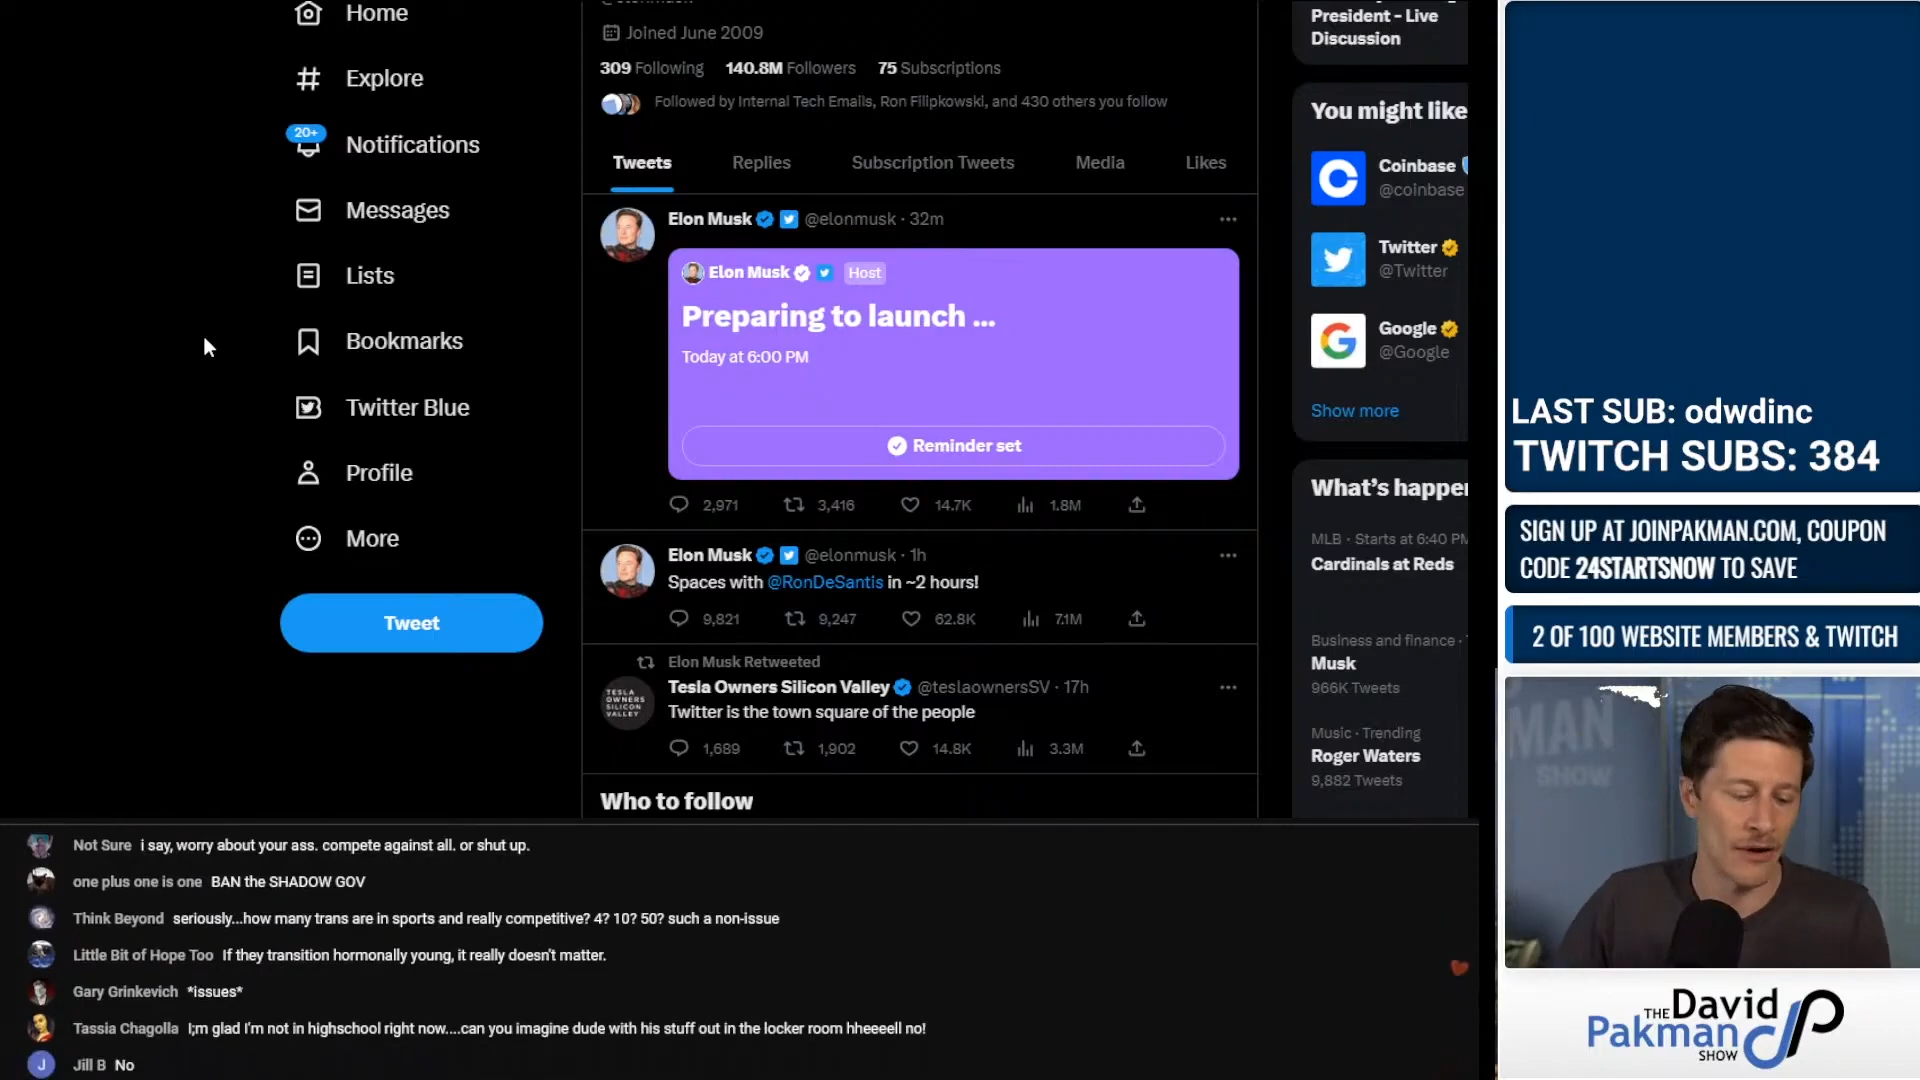 Home
Explore
20+
Notifications
Messages
Lists
Bookmarks
Twitter Blue
Profile
More
Tweet
Joined June 2009
309 Following 140.8M Followers 75 Subscriptions
Followed by Internal Tech Emails, Ron Filipkowski, and 430 others you follow
Tweets Replies Subscription Tweets Media Likes
Elon Musk @elonmusk · 32m
Elon Musk Host
Preparing to launch ...
Today at 6:00 PM
Reminder set
2,971 3,416 14.7K 1.8M
Elon Musk @elonmusk · 1h
Spaces with @RonDeSantis in ~2 hours!
9,821 9,247 62.8K 7.1M
Elon Musk Retweeted
TESLA
OWNERS
SILICON
VALLEY
Tesla Owners Silicon Valley @teslaownersSV · 17h
Twitter is the town square of the people
1,689 1,902 14.8K 3.3M
Who to follow
President - Live
Discussion
You might like
Coinbase
@coinbase
Twitter
@Twitter
Google
@Google
Show more
What's happen
MLB · Starts at 6:40 PM
Cardinals at Reds
Business and finance ·
Musk
966K Tweets
Music · Trending
Roger Waters
9,882 Tweets
LAST SUB: odwdinc
TWITCH SUBS: 384
SIGN UP AT JOINPAKMAN.COM, COUPON
CODE 24STARTSNOW TO SAVE
2 OF 100 WEBSITE MEMBERS & TWITCH
MAN
SHOW
THE David
Pakman
SHOW
Not Sure i say, worry about your ass. compete against all. or shut up.
one plus one is one BAN the SHADOW GOV
Think Beyond seriously...how many trans are in sports and really competitive? 4? 10? 50? such a non-issue
Little Bit of Hope Too If they transition hormonally young, it really doesn't matter.
Gary Grinkevich *issues*
Tassia Chagolla I;m glad I'm not in highschool right now....can you imagine dude with his stuff out in the locker room hheeeell no!
J Jill B No